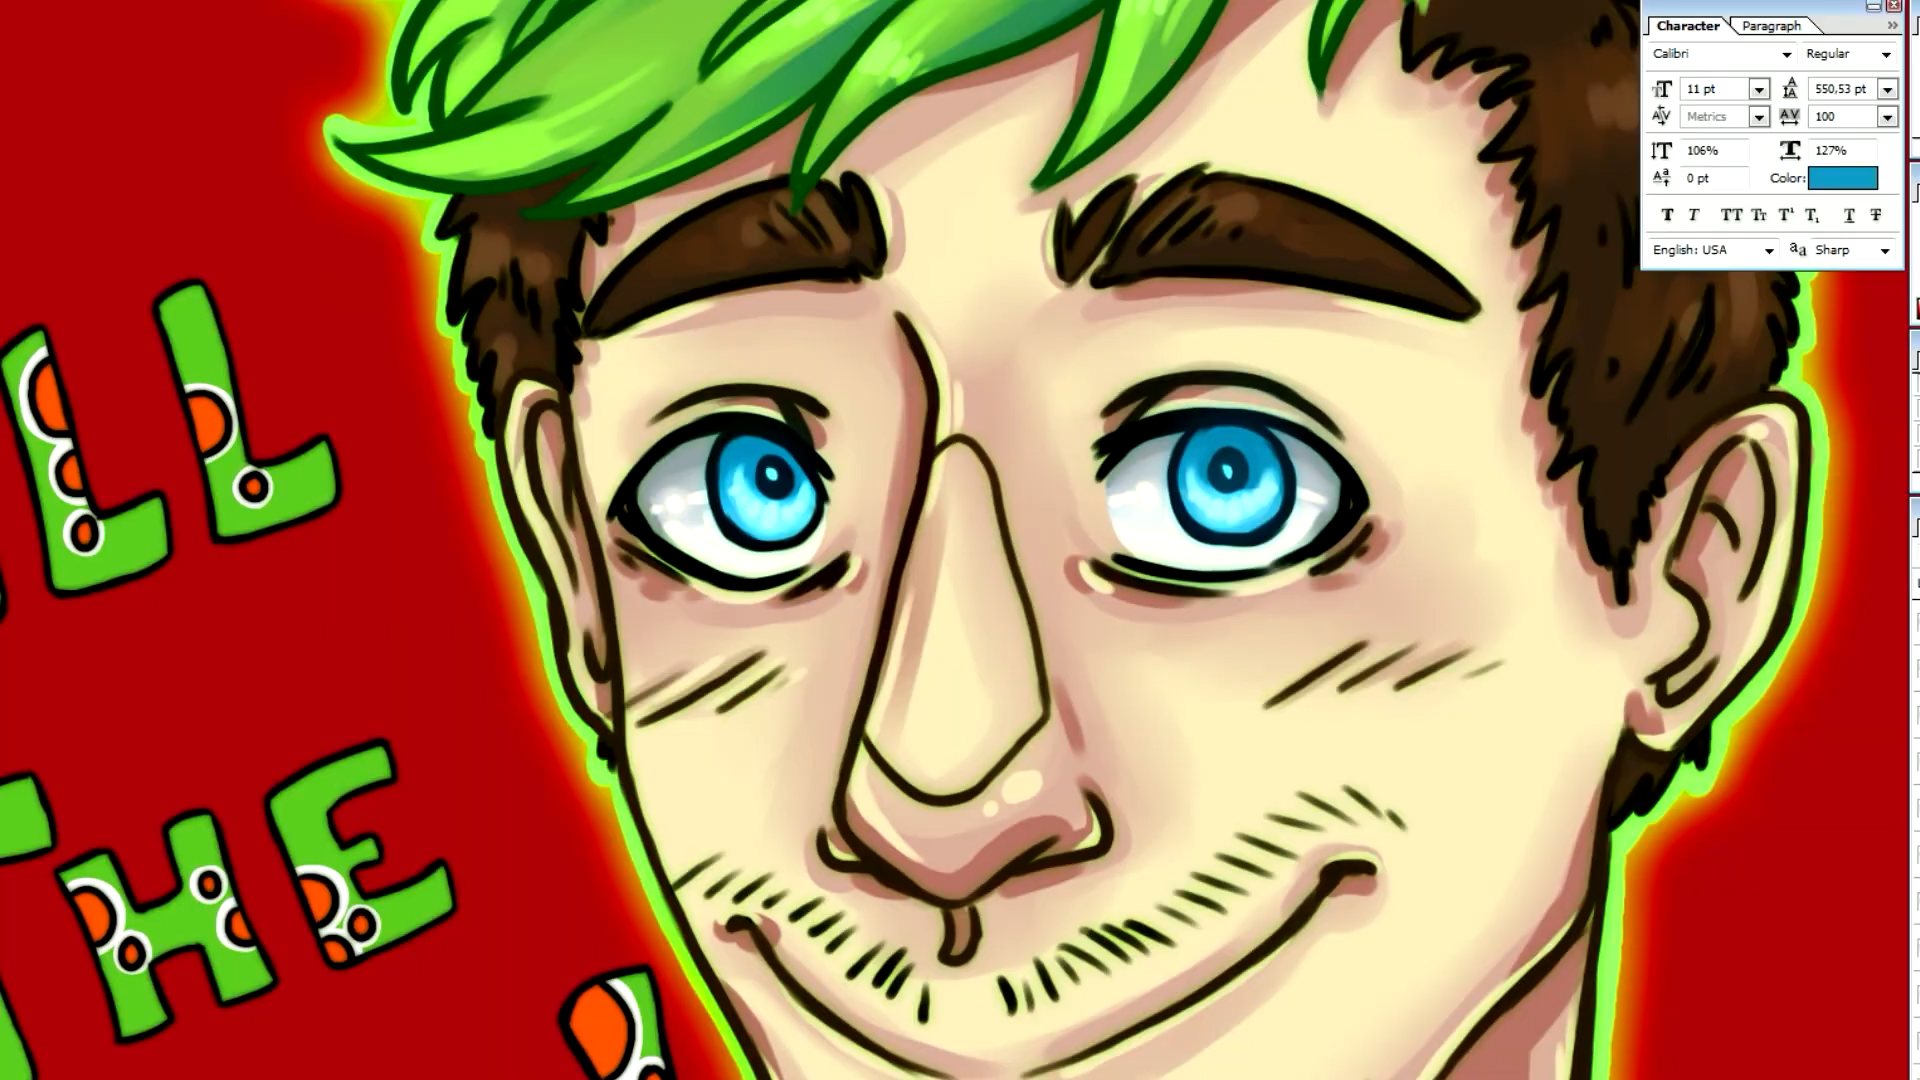 Character Paragraph
Calibri Regular
11 pt 550,53 pt
Metrics 100
106% 127%
0 pt Color:
English: USA Sharp
LL
THE